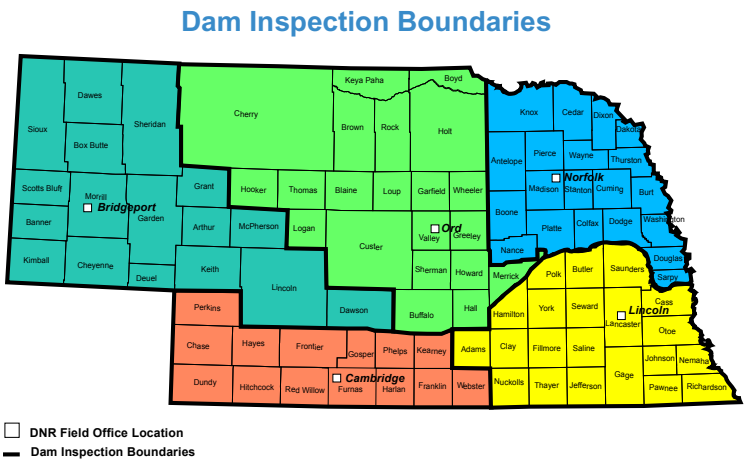 Dam Inspection Boundaries
Keya Paha
Boyd
Dawes
Cherry
Knox
Cedar
Dixon
Dakota
Sioux
Sheridan
Brown
Rock
Holt
Box Butte
Antelope
Pierce
Wayne
Thurston
Scotts Bluff
Morrill
Grant
Hooker
Thomas
Blaine
Loup
Garfield
Wheeler
Norfolk
Madison
Stanton
Cuming
Burt
Bridgeport
Garden
Banner
Arthur
McPherson
Logan
Custer
Ord
Valley
Greeley
Boone
Platte
Colfax
Dodge
Washington
Nance
Kimball
Cheyenne
Deuel
Keith
Lincoln
Sherman
Howard
Merrick
Polk
Butler
Saunders
Douglas
Sarpy
Perkins
Dawson
Buffalo
Hall
Hamilton
York
Seward
Lincoln
Lancaster
Cass
Otoe
Chase
Hayes
Frontier
Gosper
Phelps
Kearney
Adams
Clay
Fillmore
Saline
Johnson
Nemaha
Dundy
Hitchcock
Red Willow
Cambridge
Furnas
Harlan
Franklin
Webster
Nuckolls
Thayer
Jefferson
Gage
Pawnee
Richardson
DNR Field Office Location
Dam Inspection Boundaries